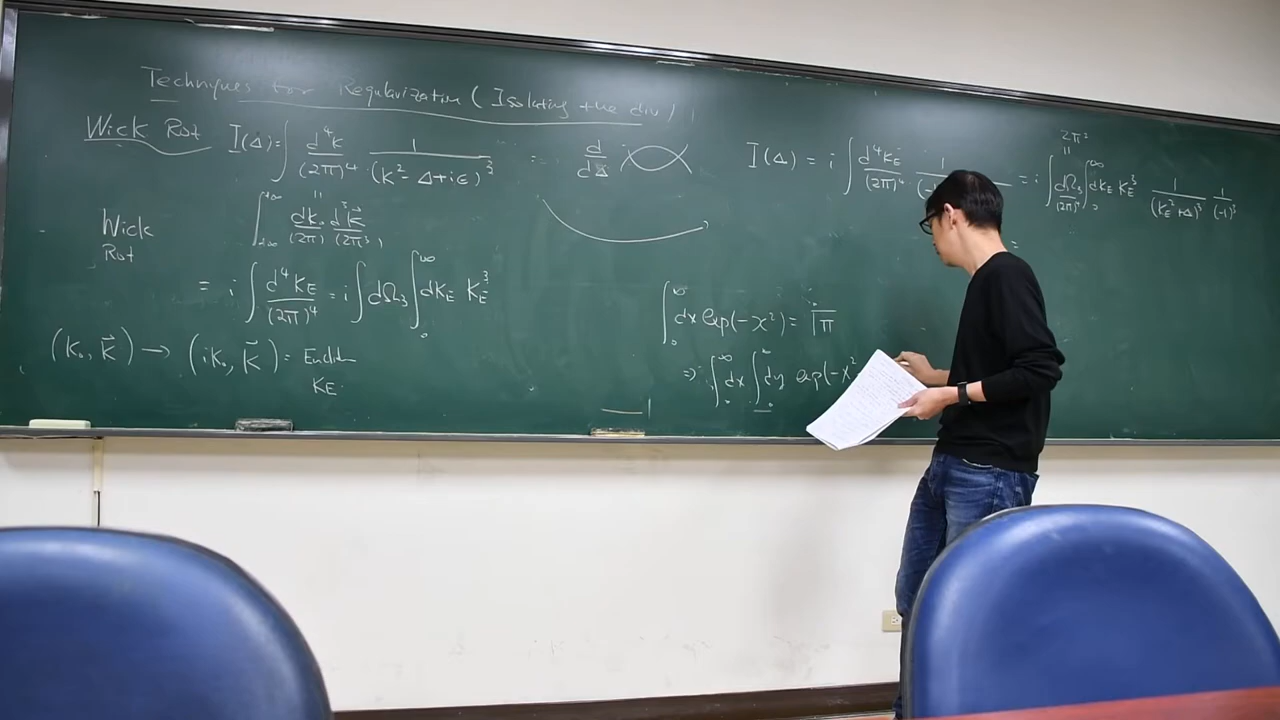 Techniques for Regularization (Isolating the div)
Wick Rot I(Δ) = ∫ d⁴k/(2π)⁴ 1/(k² - Δ + iε)³ = d/dΔ
∫_{-∞}^{+∞} dk₀/(2π) d³k⃗/(2π)³
Wick
Rot
= i ∫ d⁴k_E/(2π)⁴ = i ∫ dΩ₃ ∫₀^∞ dk_E k_E³
(k₀, k⃗) → (ik₀, k⃗) = Euclidn
k_E
I(Δ) = i ∫ d⁴k_E/(2π)⁴ 1/(-1 = i ∫ dΩ₃/(2π)⁴ ∫₀^∞ dk_E k_E³ 1/(k_E² + Δ)³ 1/(-1)³
2π²
=
∫₀^∞ dx exp(-x²) = √π
⇒ ∫₀^∞ dx ∫₀^∞ dy exp(-x²